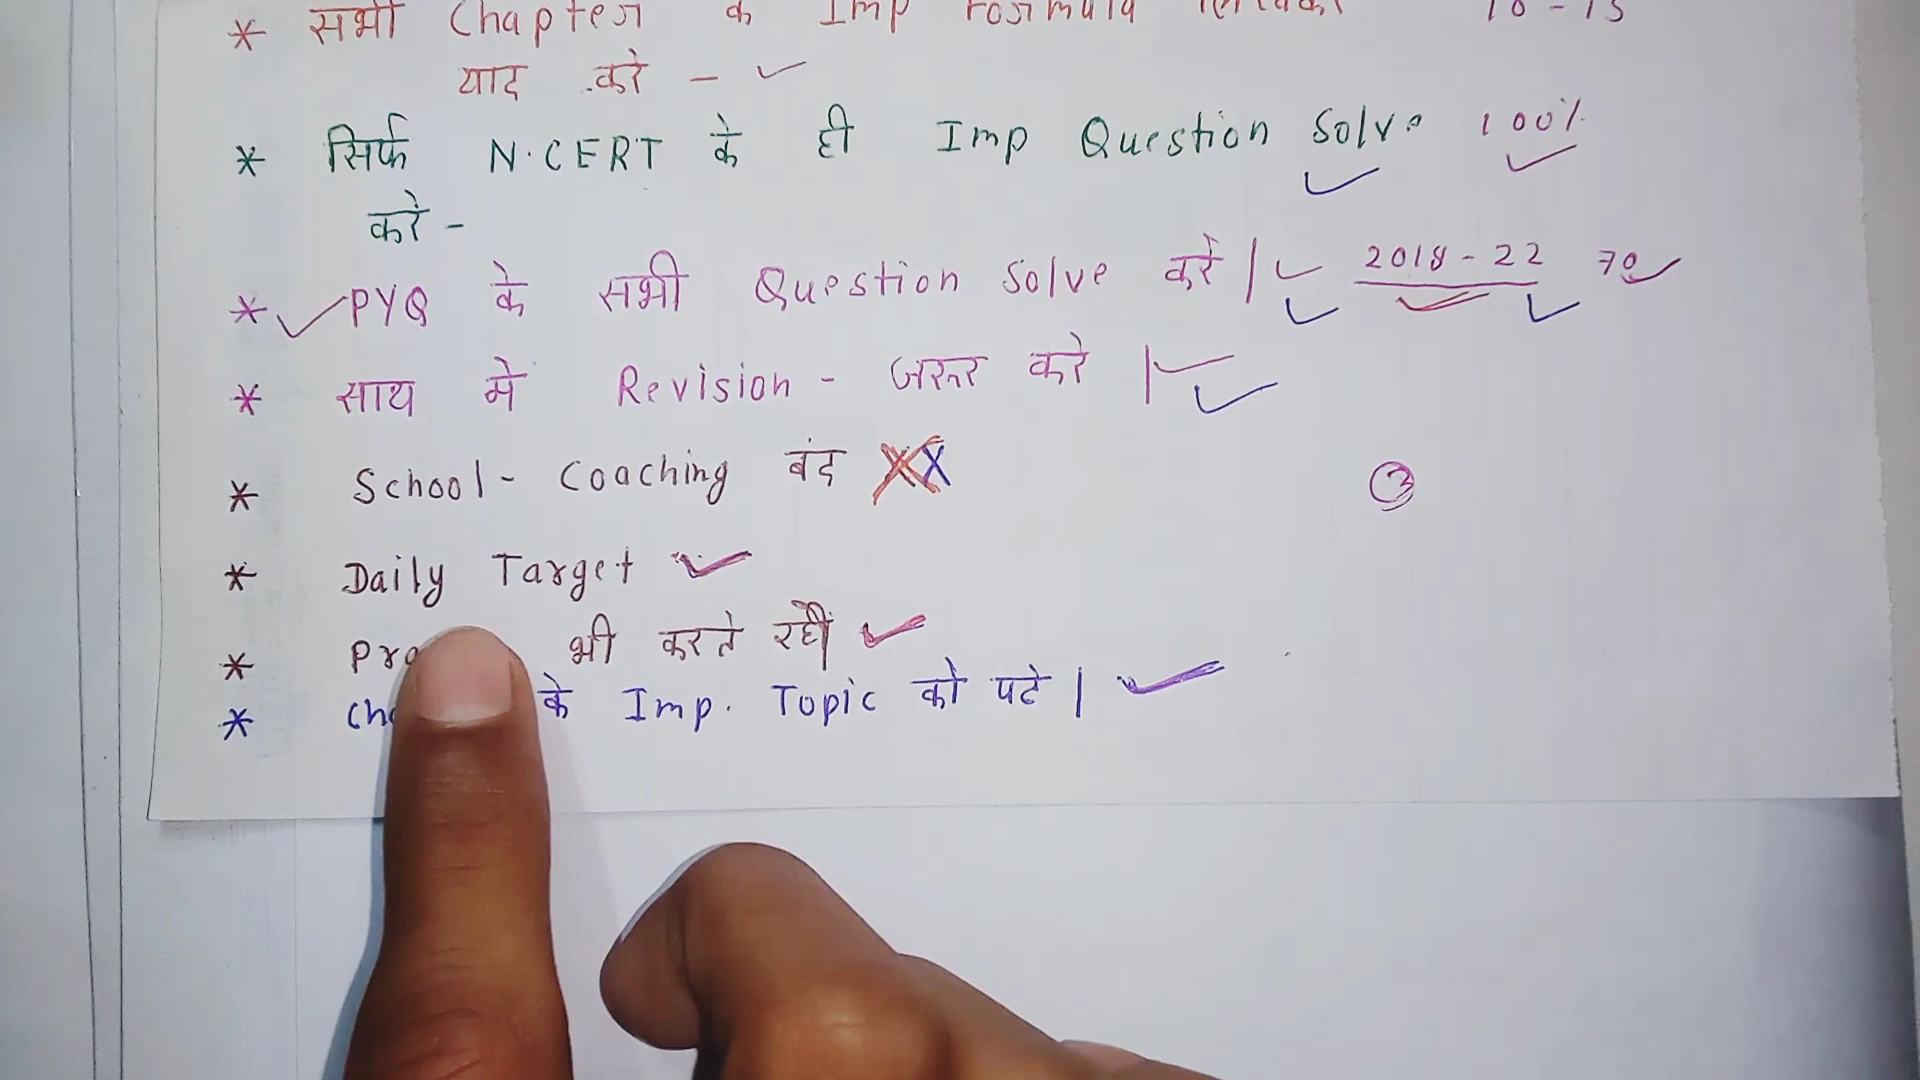 * सभी Chapter के Imp Formula लिखकर 10-15
याद करे -
* सिर्फ N.CERT के ही Imp Question Solve 100%
करे -
* PYQ के सभी Question Solve करें | 2018-22 70
* साथ मे Revision - जरूर करे |
* School - Coaching बंद XX
* Daily Target
* भी करते रहें
* के Imp. Topic को पढे |